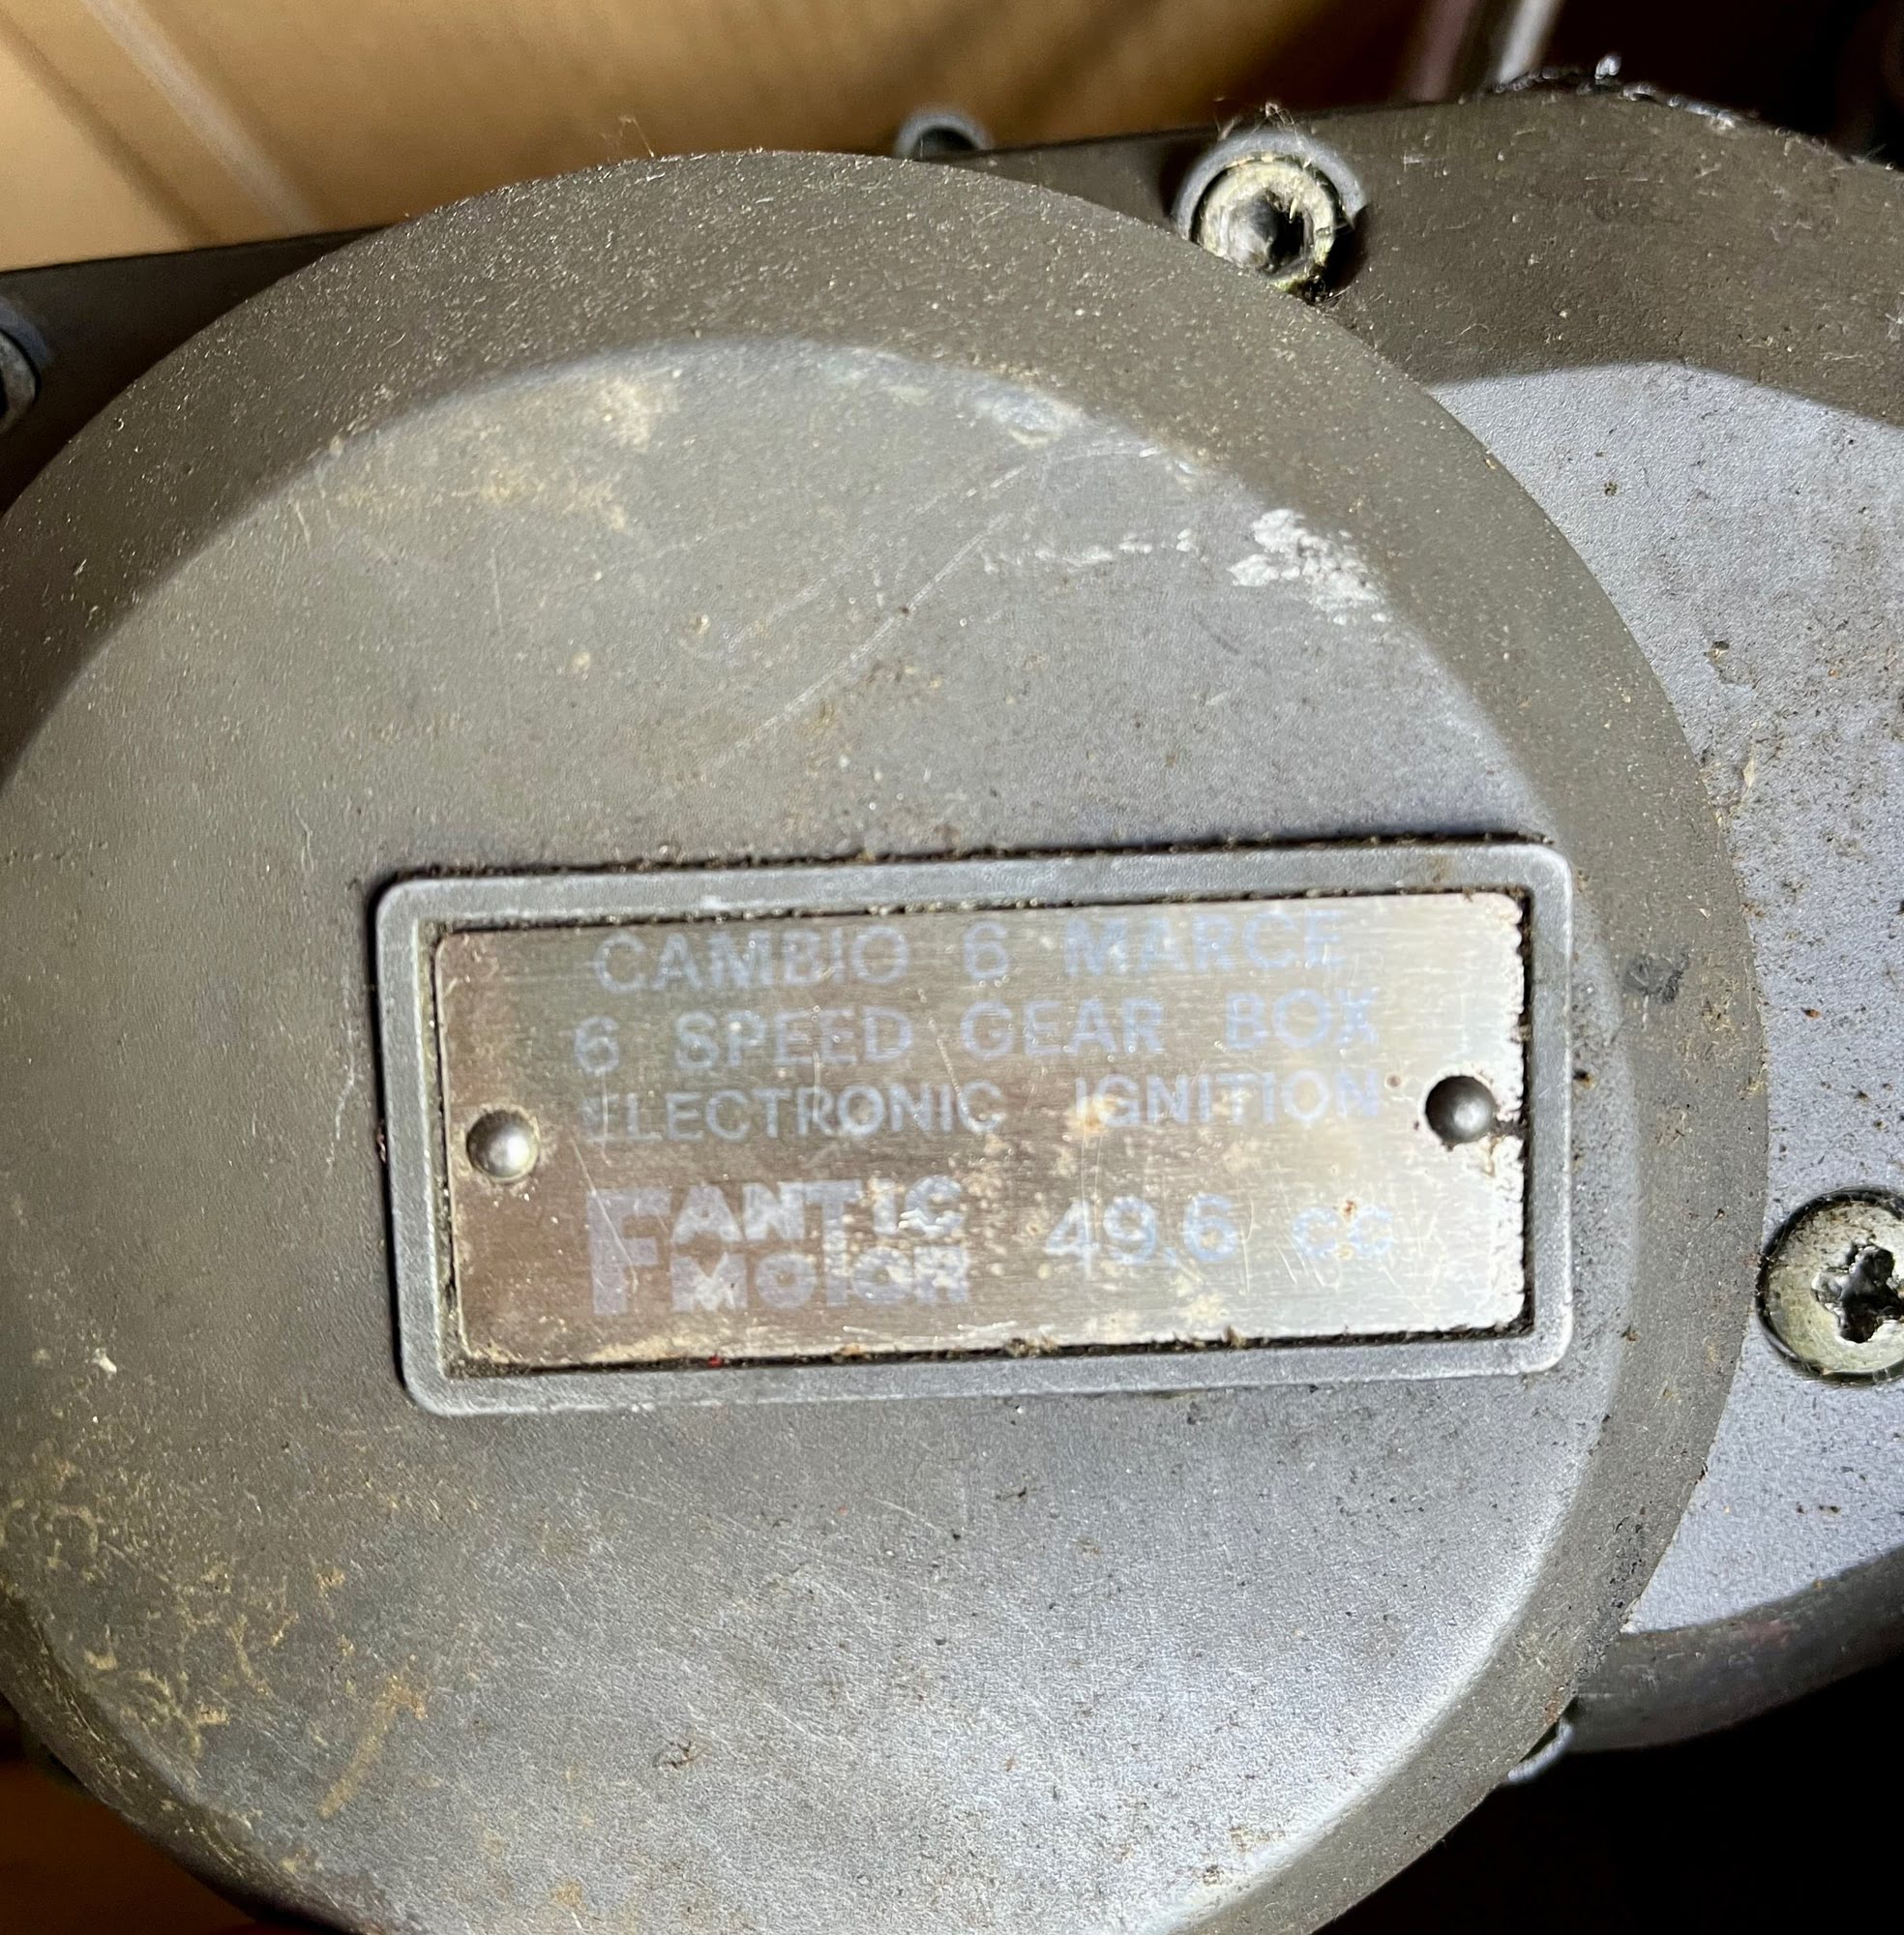 CAMBIO 6 MARCE
6 SPEED GEAR BOX
ELECTRONIC IGNITION
FANTIC MOTOR 49,6 cc